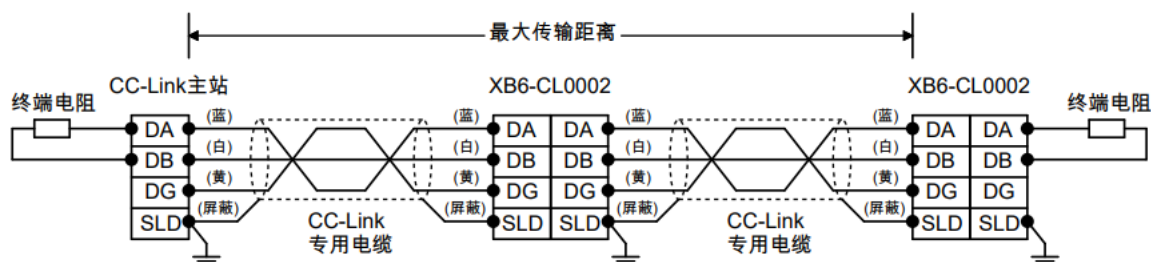 最大传输距离
CC-Link主站
XB6-CL0002
XB6-CL0002
终端电阻
终端电阻
DA (蓝) (蓝) DA DA (蓝) (蓝) DA DA
DB (白) (白) DB DB (白) (白) DB DB
DG (黄) (黄) DG DG (黄) (黄) DG DG
SLD (屏蔽) (屏蔽) SLD SLD (屏蔽) (屏蔽) SLD SLD
CC-Link
专用电缆
CC-Link
专用电缆